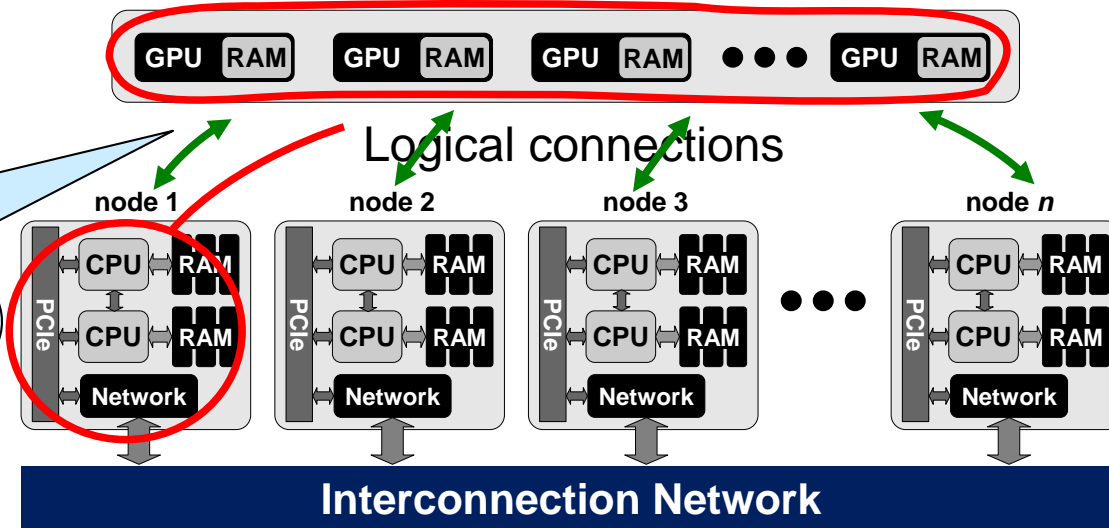 GPU RAM GPU RAM GPU RAM GPU RAM
Logical connections
node 1 node 2 node 3 node n
CPU RAM CPU RAM CPU RAM CPU RAM
PCIe PCIe PCIe PCIe
CPU RAM CPU RAM CPU RAM CPU RAM
Network Network Network Network
Interconnection Network